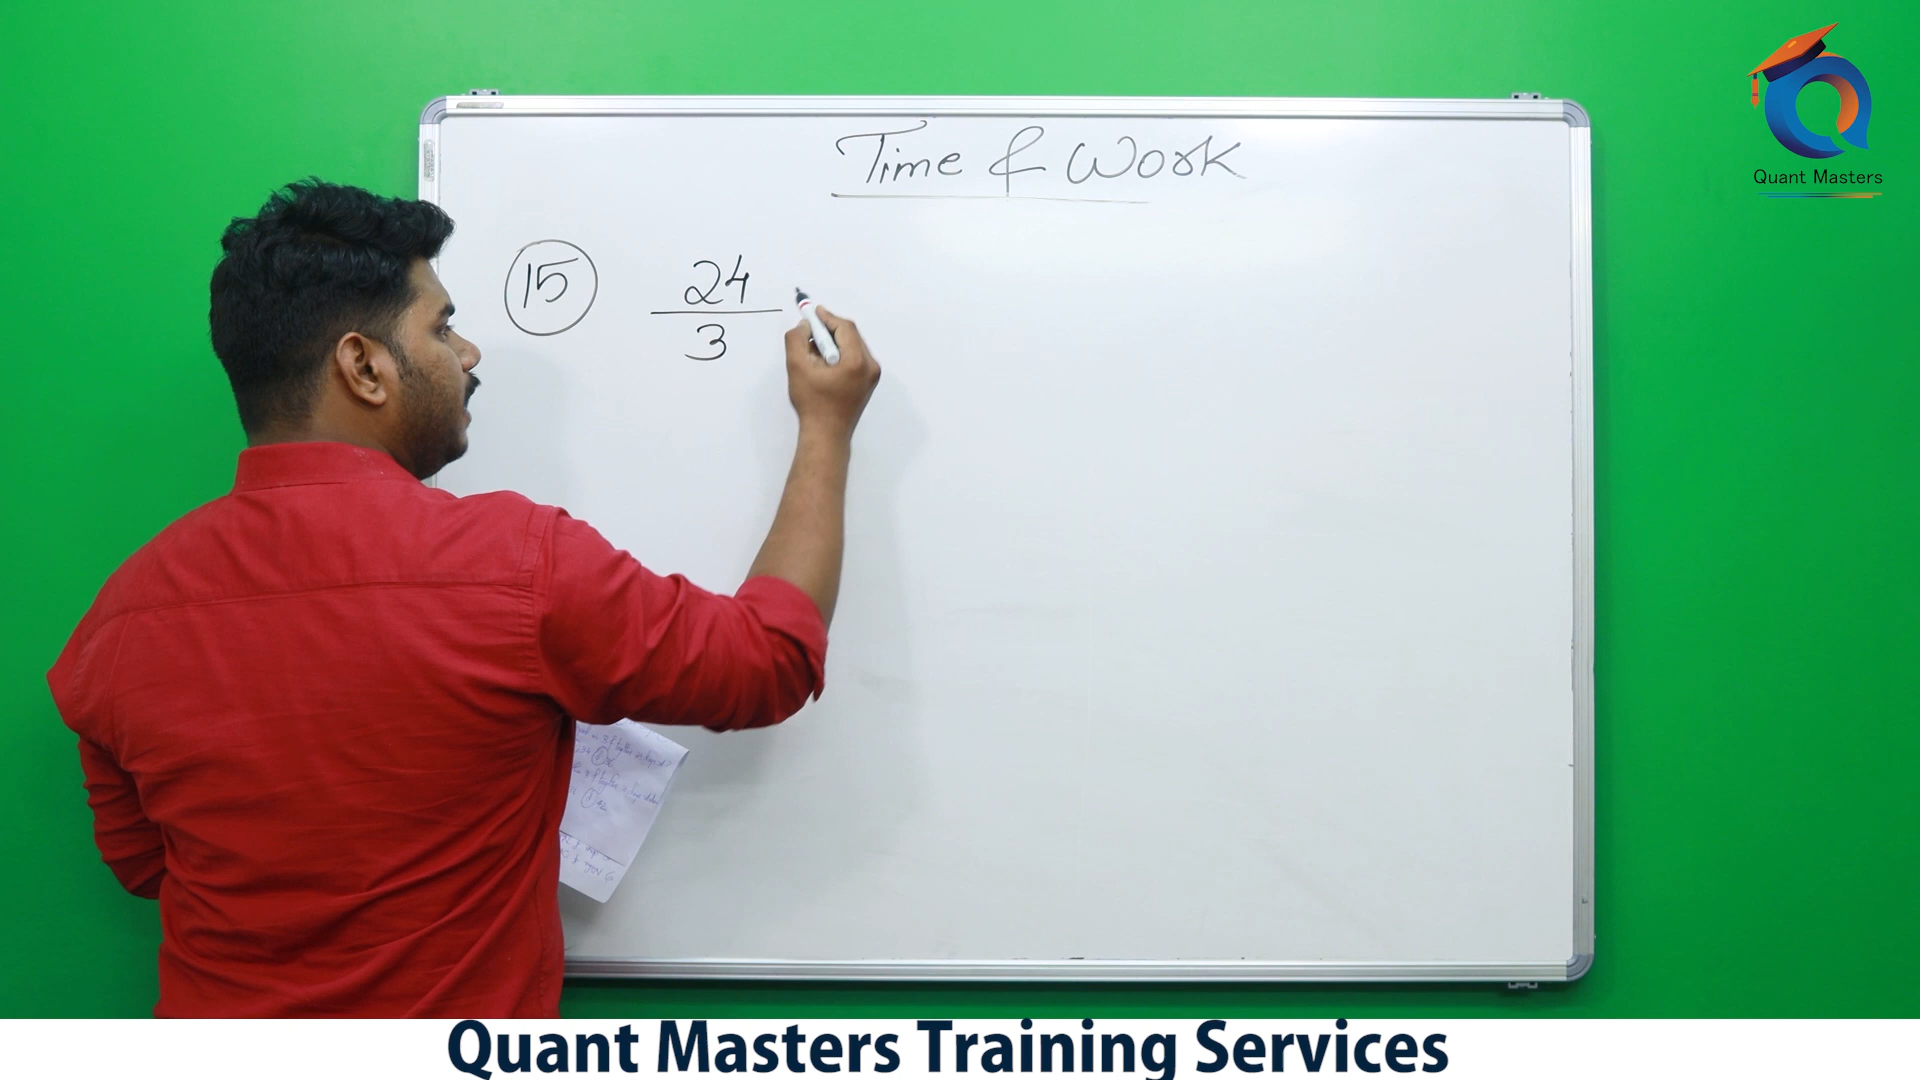 Time & Work
15
24
3
Quant Masters
Quant Masters Training Services